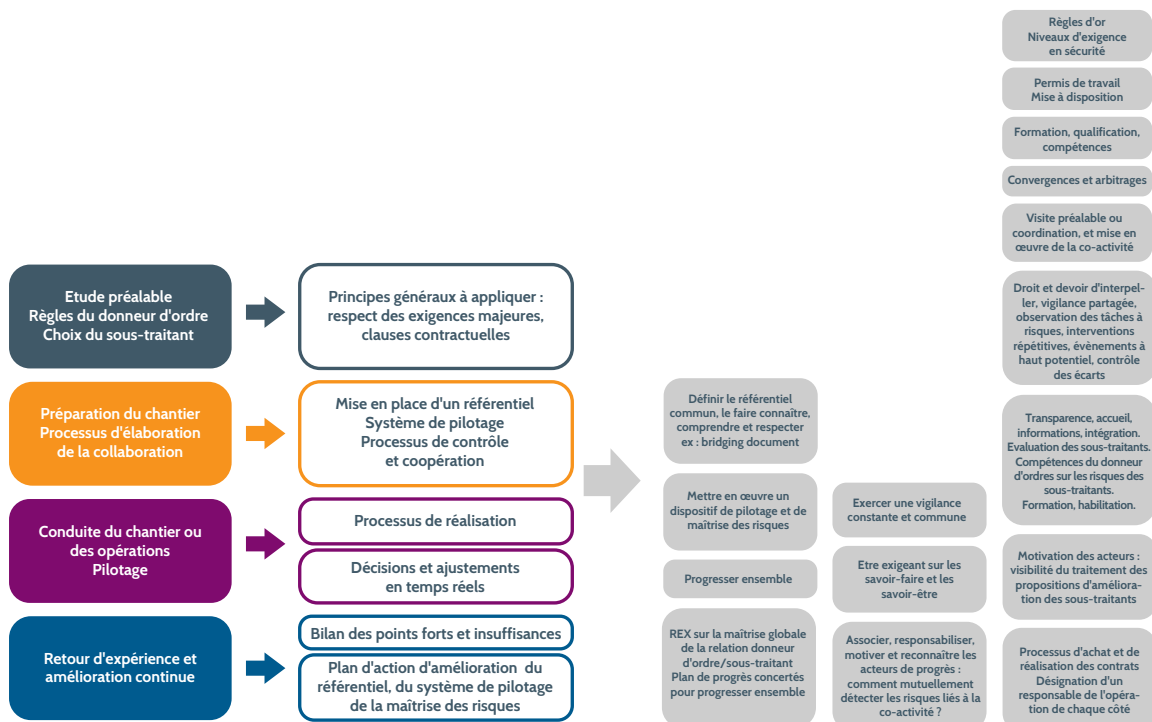 Etude préalable
Règles du donneur d'ordre
Choix du sous-traitant
Principes généraux à appliquer :
respect des exigences majeures,
clauses contractuelles
Préparation du chantier
Processus d'élaboration
de la collaboration
Mise en place d'un référentiel
Système de pilotage
Processus de contrôle
et coopération
Conduite du chantier ou
des opérations
Pilotage
Processus de réalisation
Décisions et ajustements
en temps réels
Retour d'expérience et
amélioration continue
Bilan des points forts et insuffisances
Plan d'action d'amélioration du
référentiel, du système de pilotage
de la maîtrise des risques
Définir le référentiel
commun, le faire connaître,
comprendre et respecter
ex : bridging document
Mettre en œuvre un
dispositif de pilotage et de
maîtrise des risques
Progresser ensemble
REX sur la maîtrise globale
de la relation donneur
d'ordre/sous-traitant
Plan de progrès concertés
pour progresser ensemble
Exercer une vigilance
constante et commune
Etre exigeant sur les
savoir-faire et les
savoir-être
Associer, responsabiliser,
motiver et reconnaître les
acteurs de progrès :
comment mutuellement
détecter les risques liés à la
co-activité ?
Règles d'or
Niveaux d'exigence
en sécurité
Permis de travail
Mise à disposition
Formation, qualification,
compétences
Convergences et arbitrages
Visite préalable ou
coordination, et mise en
œuvre de la co-activité
Droit et devoir d'interpel-
ler, vigilance partagée,
observation des tâches à
risques, interventions
répétitives, évènements à
haut potentiel, contrôle
des écarts
Transparence, accueil,
informations, intégration.
Evaluation des sous-traitants.
Compétences du donneur
d'ordres sur les risques des
sous-traitants.
Formation, habilitation.
Motivation des acteurs :
visibilité du traitement des
propositions d'améliora-
tion des sous-traitants
Processus d'achat et de
réalisation des contrats
Désignation d'un
responsable de l'opéra-
tion de chaque côté